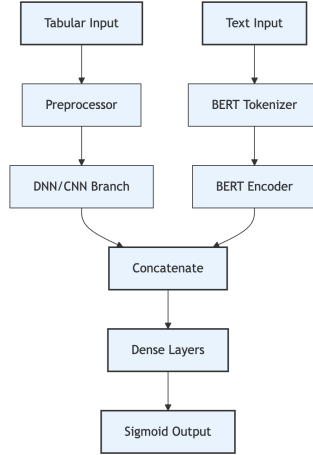 Tabular Input
Text Input
Preprocessor
BERT Tokenizer
DNN/CNN Branch
BERT Encoder
Concatenate
Dense Layers
Sigmoid Output